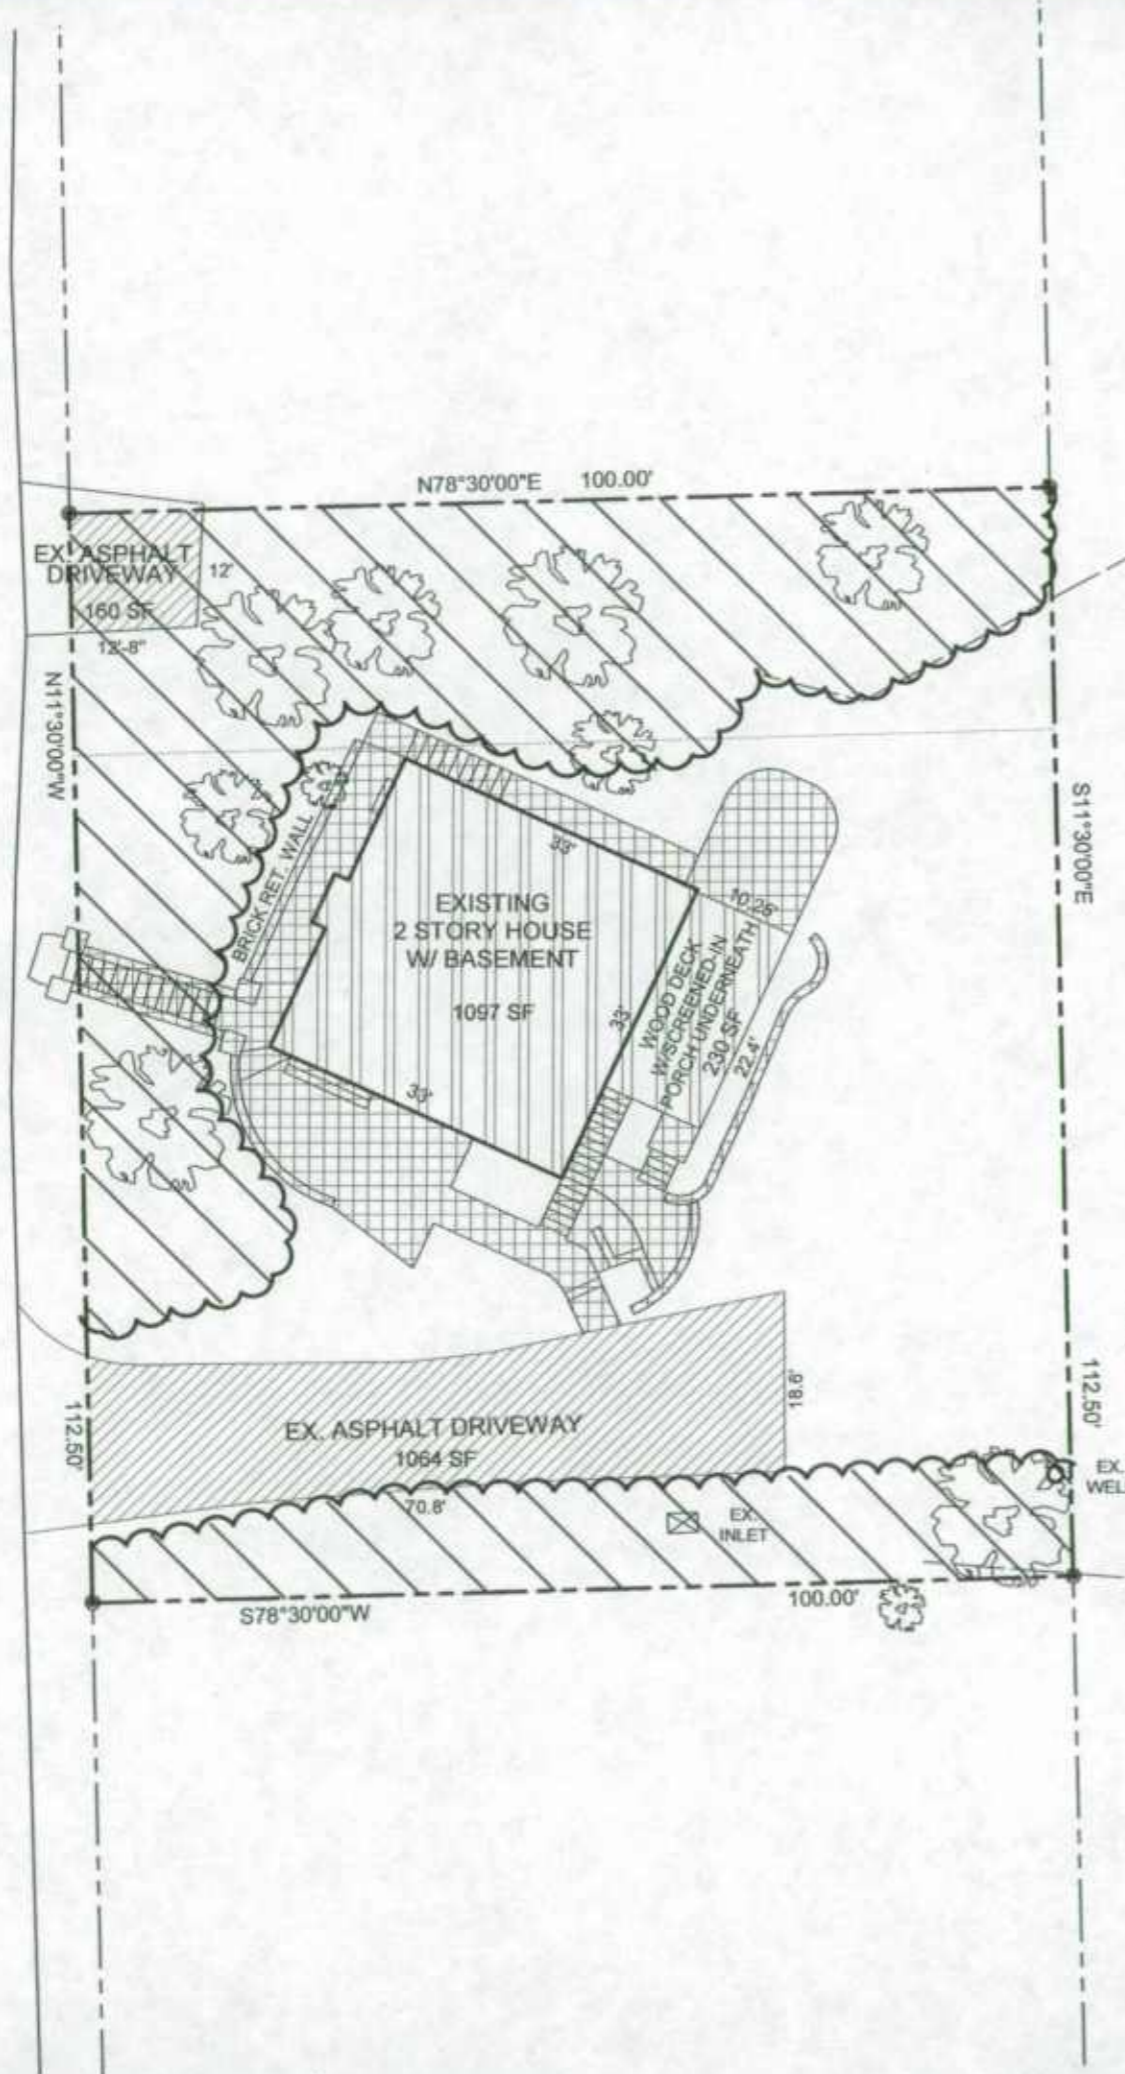 N78°30'00"E 100.00'
EX. ASPHALT
DRIVEWAY
160 SF
12'
12'-8"
N11°30'00"W
112.50'
BRICK RET. WALL
33'
EXISTING
2 STORY HOUSE
W/ BASEMENT
1097 SF
33'
33'
10.25'
WOOD DECK
W/SCREENED-IN
PORCH UNDERNEATH
230 SF
22.4'
S11°30'00"E
112.50'
EX. ASPHALT DRIVEWAY
1064 SF
18.6'
70.8'
EX.
INLET
EX.
WEL
S78°30'00"W 100.00'